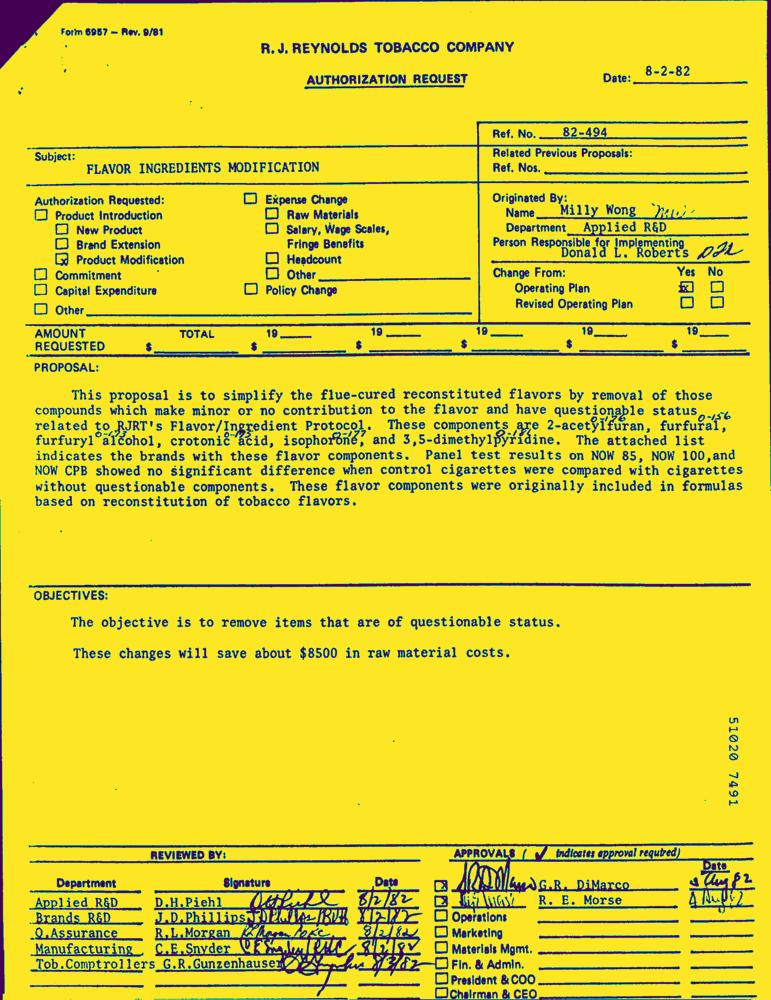 Form 6957 — Rev. 9/81
R. J. REYNOLDS TOBACCO COMPANY
AUTHORIZATION REQUEST
Date: 8-2-82
Ref. No. 82-494
Subject: FLAVOR INGREDIENTS MODIFICATION
Related Previous Proposals:
Ref. Nos.
Authorization Requested:
Product Introduction
New Product
Brand Extension
x Product Modification
Commitment
Capital Expenditure
Other
Expense Change
Raw Materials
Salary, Wage Scales,
Fringe Benefits
Headcount
Other
Policy Change
Originated By:
Name Milly Wong
Department Applied R&D
Person Responsible for Implementing
Donald L. Roberts DLR
Change From: Yes No
Operating Plan x
Revised Operating Plan
AMOUNT TOTAL 19 19 19 19 19
REQUESTED $ $ $ $ $ $
PROPOSAL:
This proposal is to simplify the flue-cured reconstituted flavors by removal of those
compounds which make minor or no contribution to the flavor and have questionable status
0-176 0-156
related to RJRT's Flavor/Ingredient Protocol. These components are 2-acetylfuran, furfural,
furfuryl alcohol, crotonic acid, isophorone, and 3,5-dimethylpyridine. The attached list
indicates the brands with these flavor components. Panel test results on NOW 85, NOW 100,and
NOW CPB showed no significant difference when control cigarettes were compared with cigarettes
without questionable components. These flavor components were originally included in formulas
based on reconstitution of tobacco flavors.
OBJECTIVES:
The objective is to remove items that are of questionable status.
These changes will save about $8500 in raw material costs.
51020 7491
REVIEWED BY:
Department Signature Date
Applied R&D D.H.Piehl 8/2/82
Brands R&D J.D.Phillips 8/2/82
Q.Assurance R.L.Morgan 8/2/82
Manufacturing C.E.Snyder 8/2/82
Tob.Comptrollers G.R.Gunzenhauser 8/3/82
APPROVALS ( ✓ indicates approval required)
Date
x G.R. DiMarco Aug 82
x R. E. Morse
Operations
Marketing
Materials Mgmt.
Fin. & Admin.
President & COO
Chairman & CEO